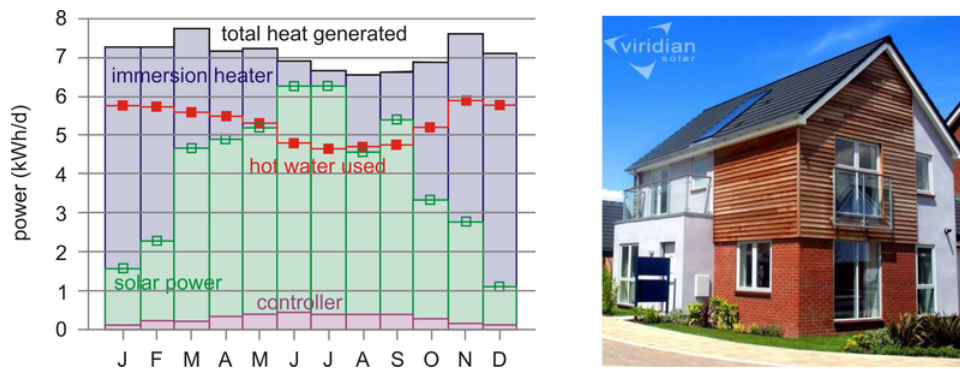 8
7
6
5
4
3
2
1
0
power (kWh/d)
total heat generated
immersion heater
hot water used
solar power
controller
J F M A M J J A S O N D
viridian
solar